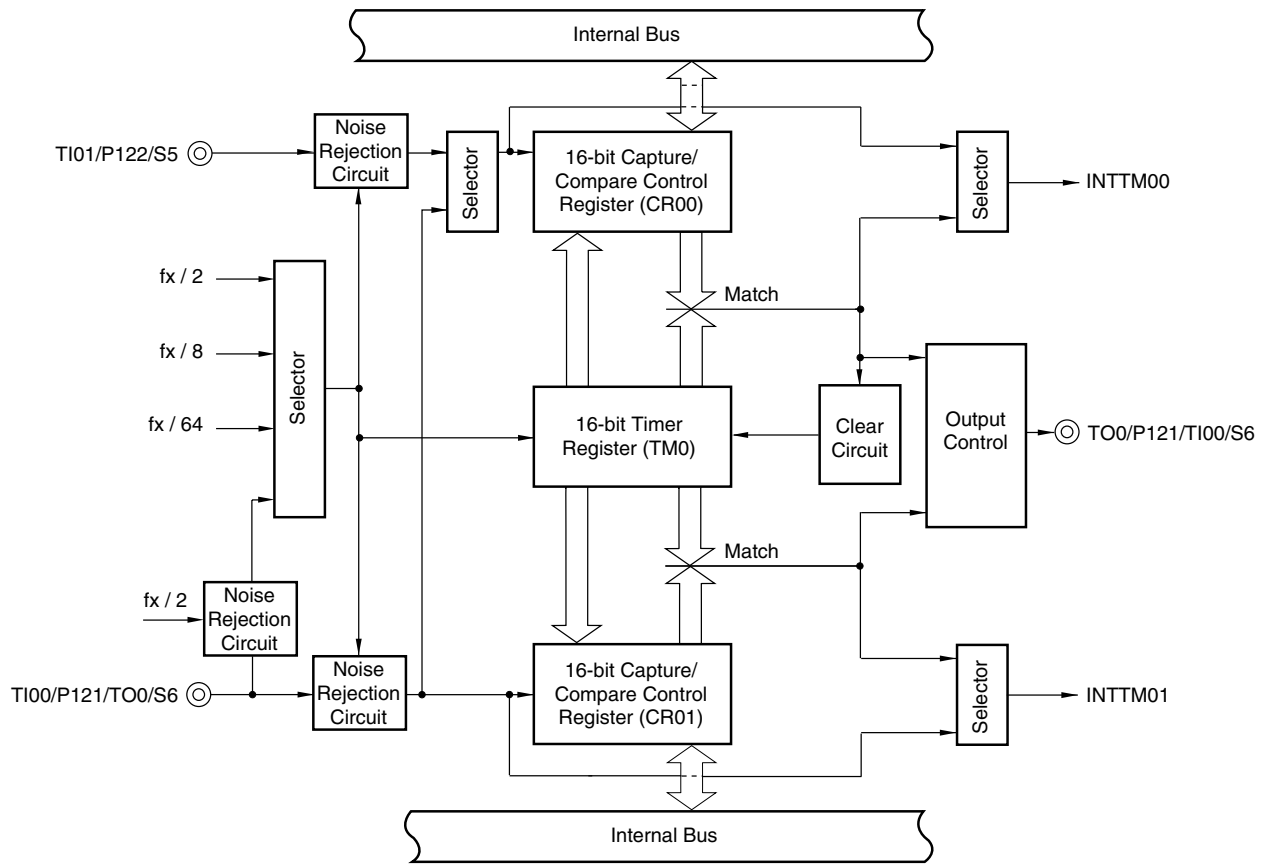 Internal Bus
TI01/P122/S5
Noise
Rejection
Circuit
Selector
16-bit Capture/
Compare Control
Register (CR00)
Selector
INTTM00
fx / 2
fx / 8
fx / 64
Selector
Match
16-bit Timer
Register (TM0)
Clear
Circuit
Output
Control
TO0/P121/TI00/S6
Match
fx / 2
Noise
Rejection
Circuit
TI00/P121/TO0/S6
Noise
Rejection
Circuit
16-bit Capture/
Compare Control
Register (CR01)
Selector
INTTM01
Internal Bus